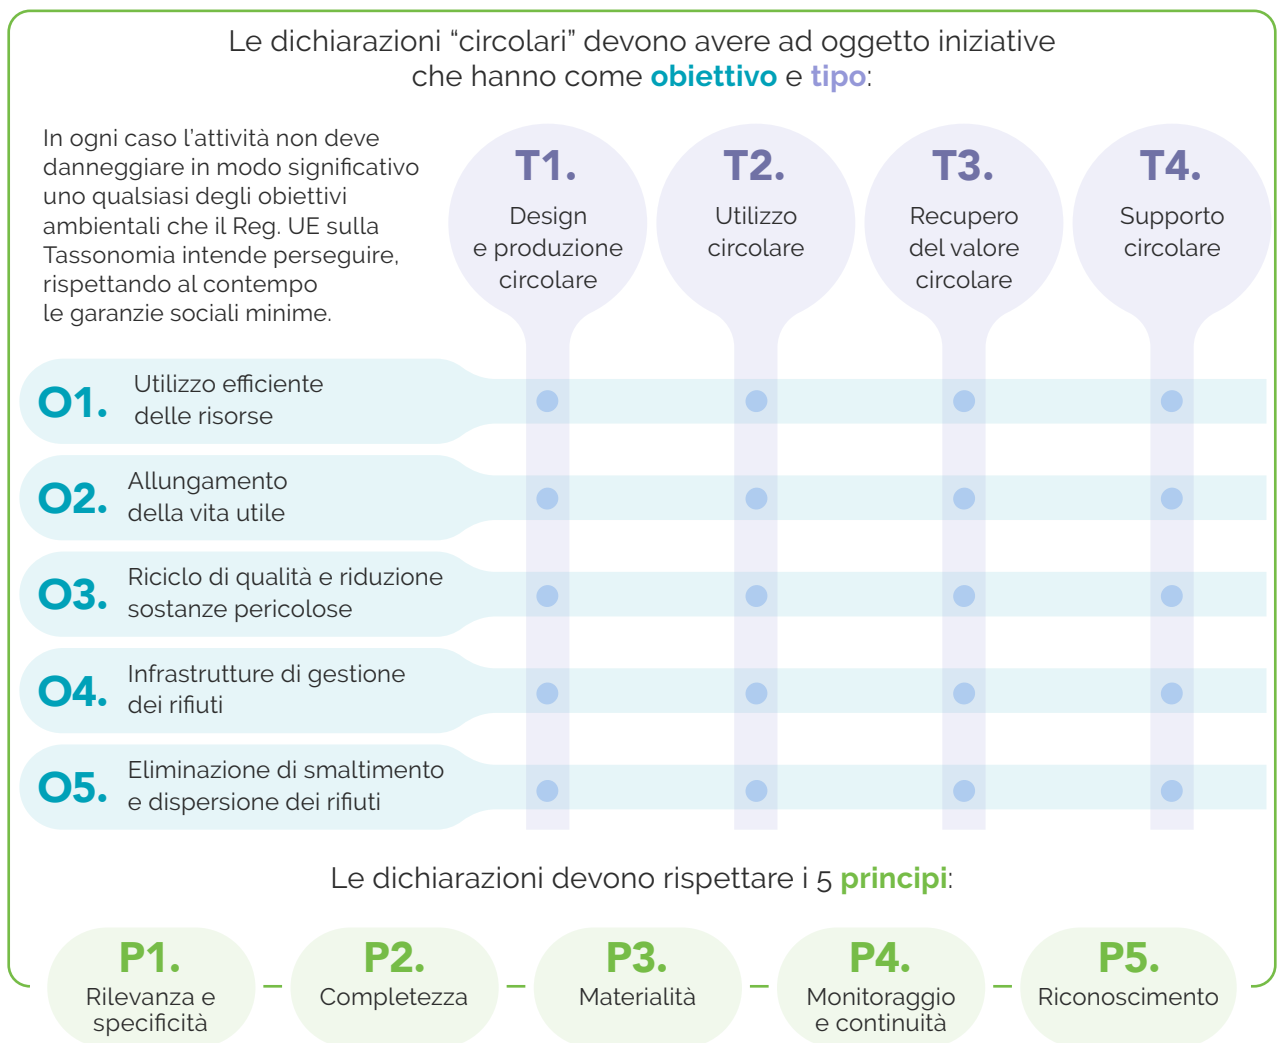 Le dichiarazioni “circolari” devono avere ad oggetto iniziative
che hanno come obiettivo e tipo:
In ogni caso l’attività non deve
danneggiare in modo significativo
uno qualsiasi degli obiettivi
ambientali che il Reg. UE sulla
Tassonomia intende perseguire,
rispettando al contempo
le garanzie sociali minime.
T1.
Design
e produzione
circolare
T2.
Utilizzo
circolare
T3.
Recupero
del valore
circolare
T4.
Supporto
circolare
O1.
Utilizzo efficiente
delle risorse
O2.
Allungamento
della vita utile
O3.
Riciclo di qualità e riduzione
sostanze pericolose
O4.
Infrastrutture di gestione
dei rifiuti
O5.
Eliminazione di smaltimento
e dispersione dei rifiuti
Le dichiarazioni devono rispettare i 5 principi:
P1.
Rilevanza e
specificità
P2.
Completezza
P3.
Materialità
P4.
Monitoraggio
e continuità
P5.
Riconoscimento